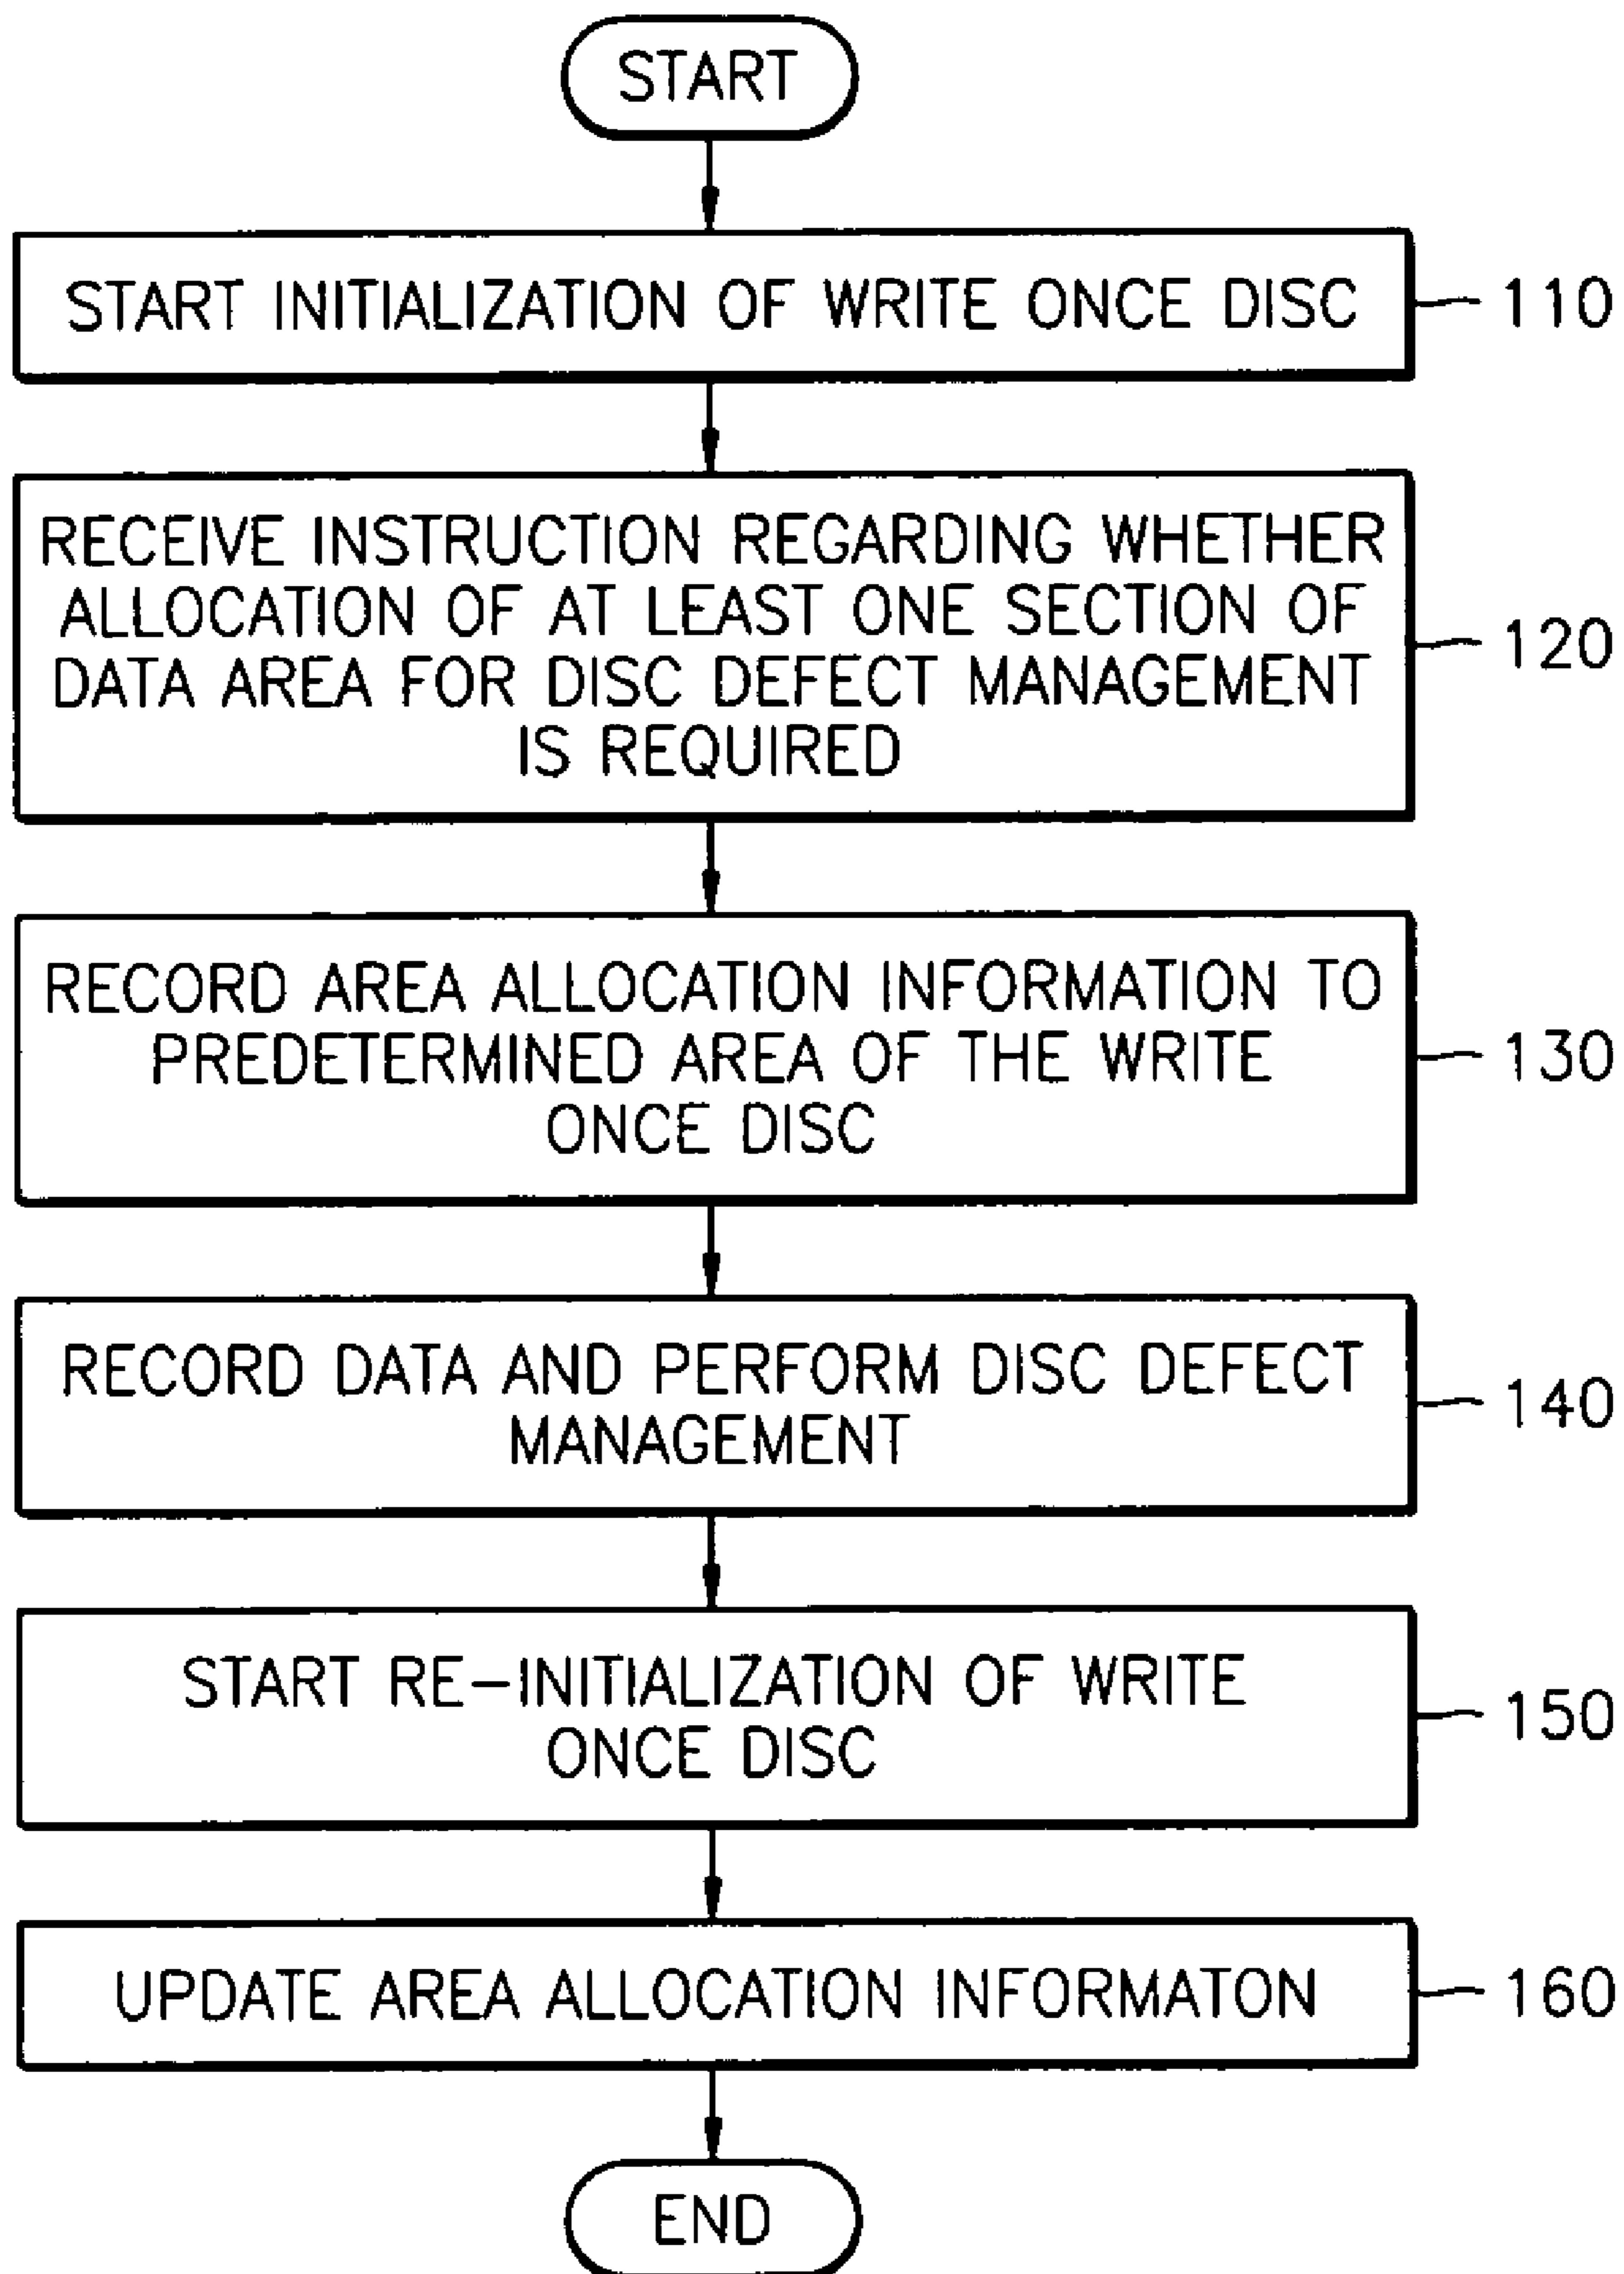 START
START INITIALIZATION OF WRITE ONCE DISC
110
RECEIVE INSTRUCTION REGARDING WHETHER
ALLOCATION OF AT LEAST ONE SECTION OF
DATA AREA FOR DISC DEFECT MANAGEMENT
IS REQUIRED
120
RECORD AREA ALLOCATION INFORMATION TO
PREDETERMINED AREA OF THE WRITE
ONCE DISC
130
RECORD DATA AND PERFORM DISC DEFECT
MANAGEMENT
140
START RE-INITIALIZATION OF WRITE
ONCE DISC
150
UPDATE AREA ALLOCATION INFORMATON
160
END